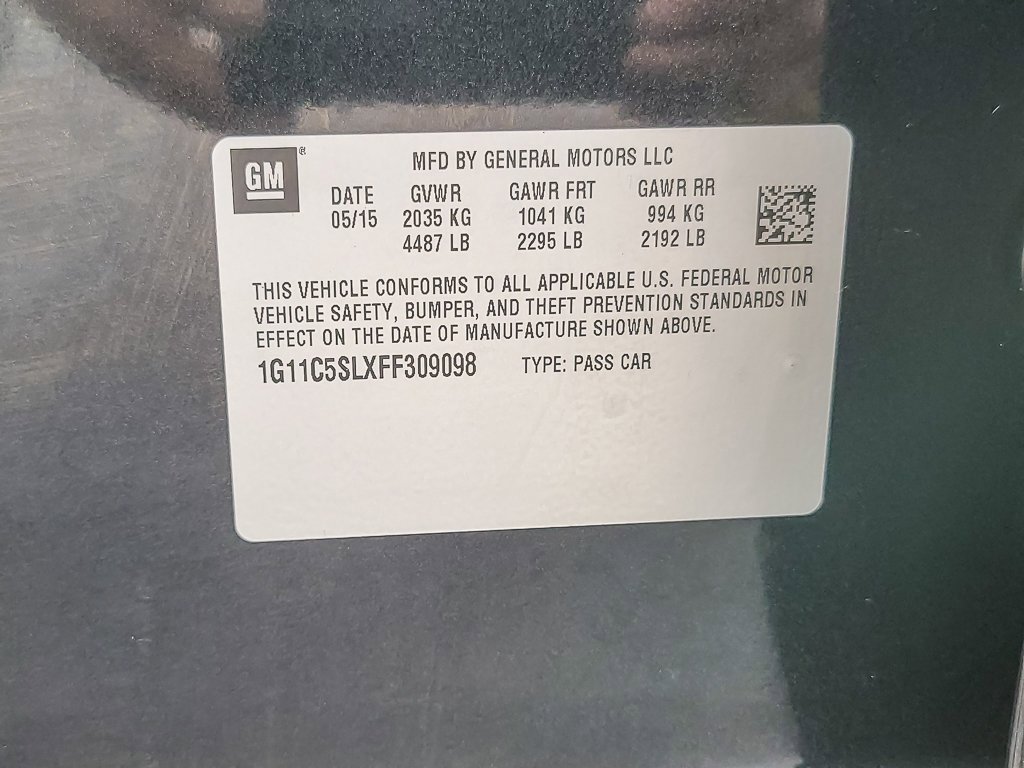 GM®
MFD BY GENERAL MOTORS LLC
DATE GVWR GAWR FRT GAWR RR
05/15 2035 KG 1041 KG 994 KG
4487 LB 2295 LB 2192 LB
THIS VEHICLE CONFORMS TO ALL APPLICABLE U.S. FEDERAL MOTOR
VEHICLE SAFETY, BUMPER, AND THEFT PREVENTION STANDARDS IN
EFFECT ON THE DATE OF MANUFACTURE SHOWN ABOVE.
1G11C5SLXFF309098 TYPE: PASS CAR